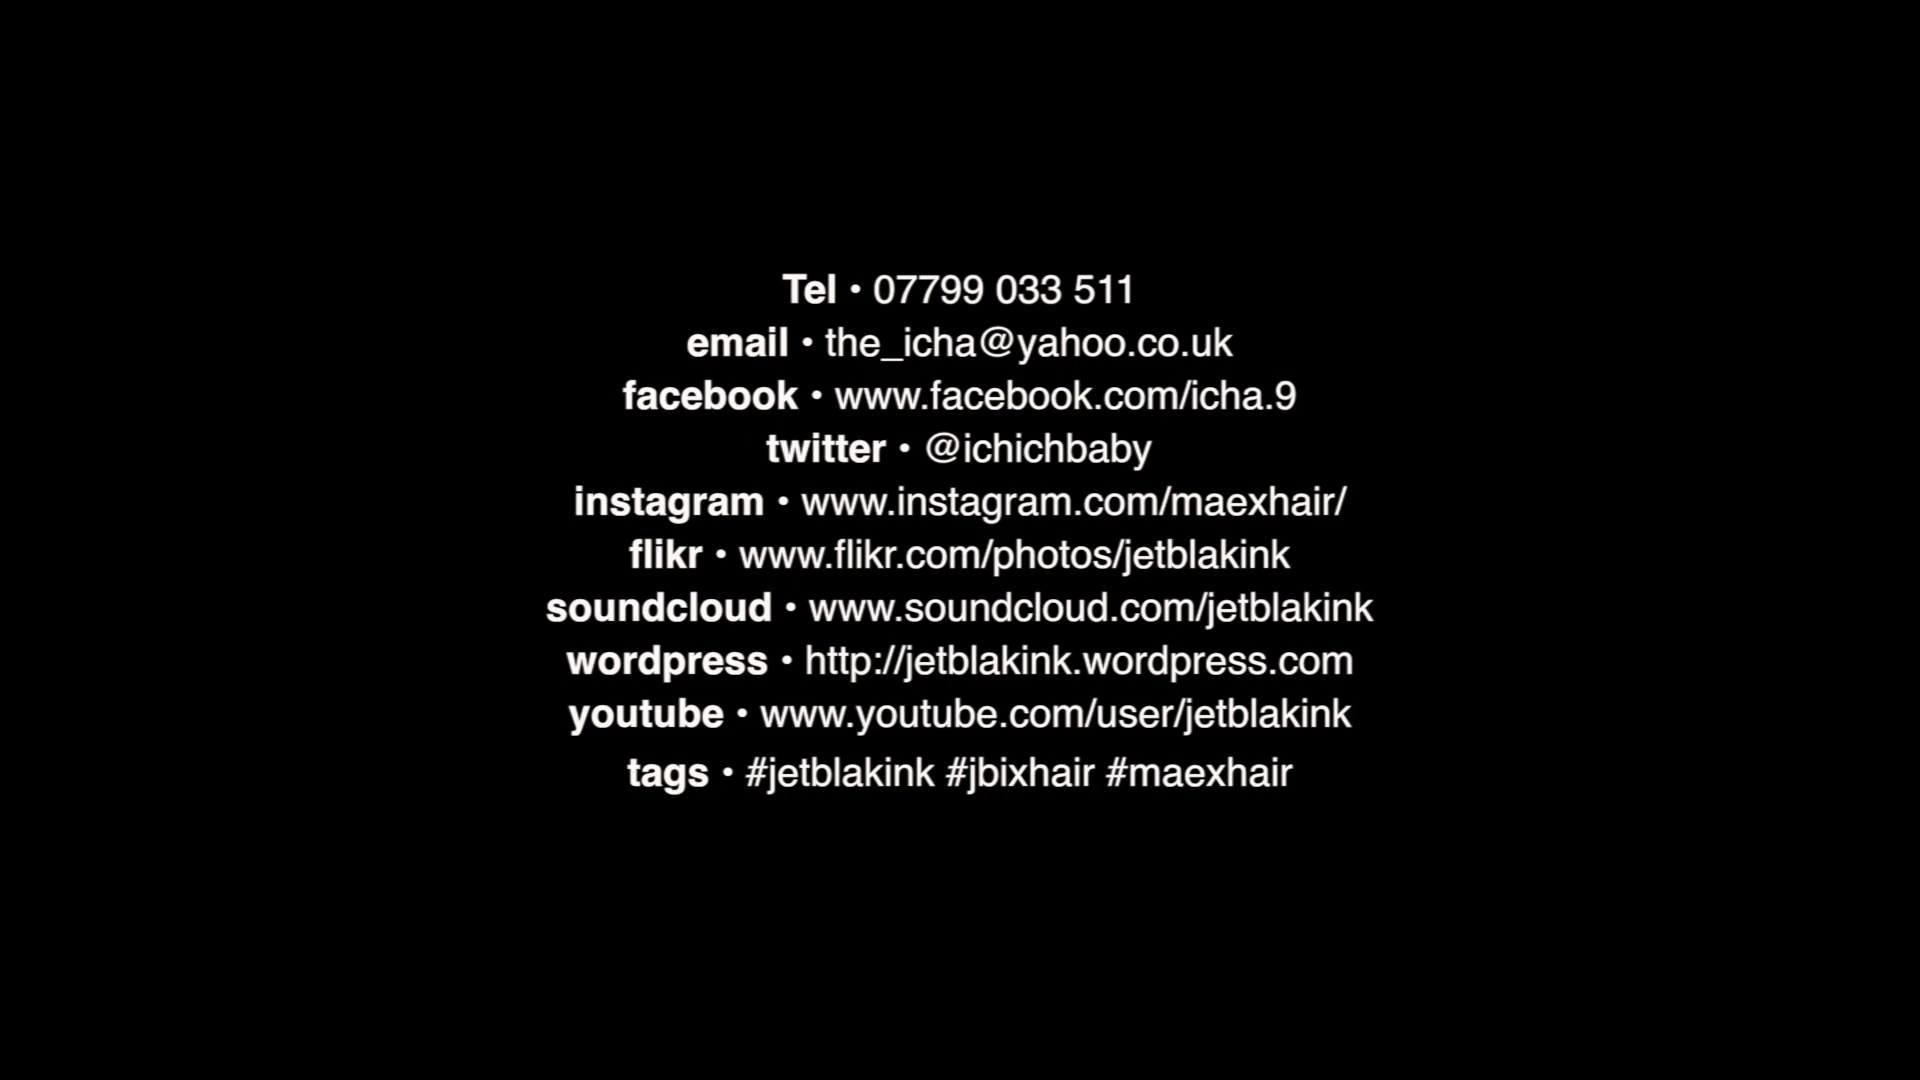 Tel • 07799 033 511
email • the_icha@yahoo.co.uk
facebook • www.facebook.com/icha.9
twitter • @ichichbaby
instagram • www.instagram.com/maexhair/
flikr • www.flikr.com/photos/jetblakink
soundcloud • www.soundcloud.com/jetblakink
wordpress • http://jetblakink.wordpress.com
youtube • www.youtube.com/user/jetblakink
tags • #jetblakink #jbixhair #maexhair